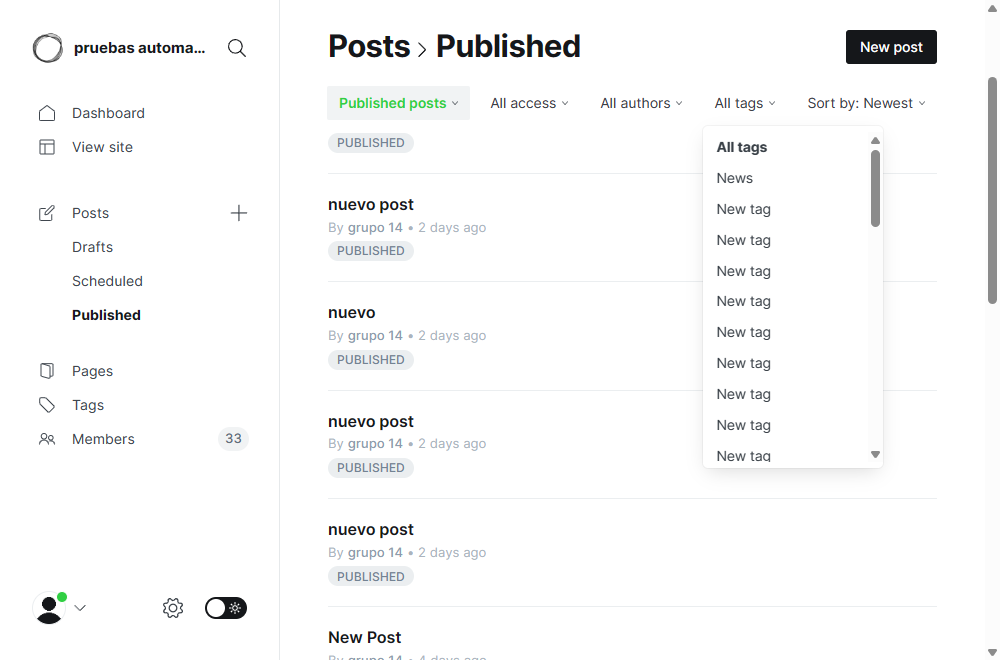 pruebas automa...
Dashboard
View site
Posts
Drafts
Scheduled
Published
Pages
Tags
Members 33
Posts > Published
New post
Published posts All access All authors All tags Sort by: Newest
PUBLISHED
nuevo post
By grupo 14 • 2 days ago
PUBLISHED
nuevo
By grupo 14 • 2 days ago
PUBLISHED
nuevo post
By grupo 14 • 2 days ago
PUBLISHED
nuevo post
By grupo 14 • 2 days ago
PUBLISHED
New Post
By grupo 14 • 4 days ago
All tags
News
New tag
New tag
New tag
New tag
New tag
New tag
New tag
New tag
New tag